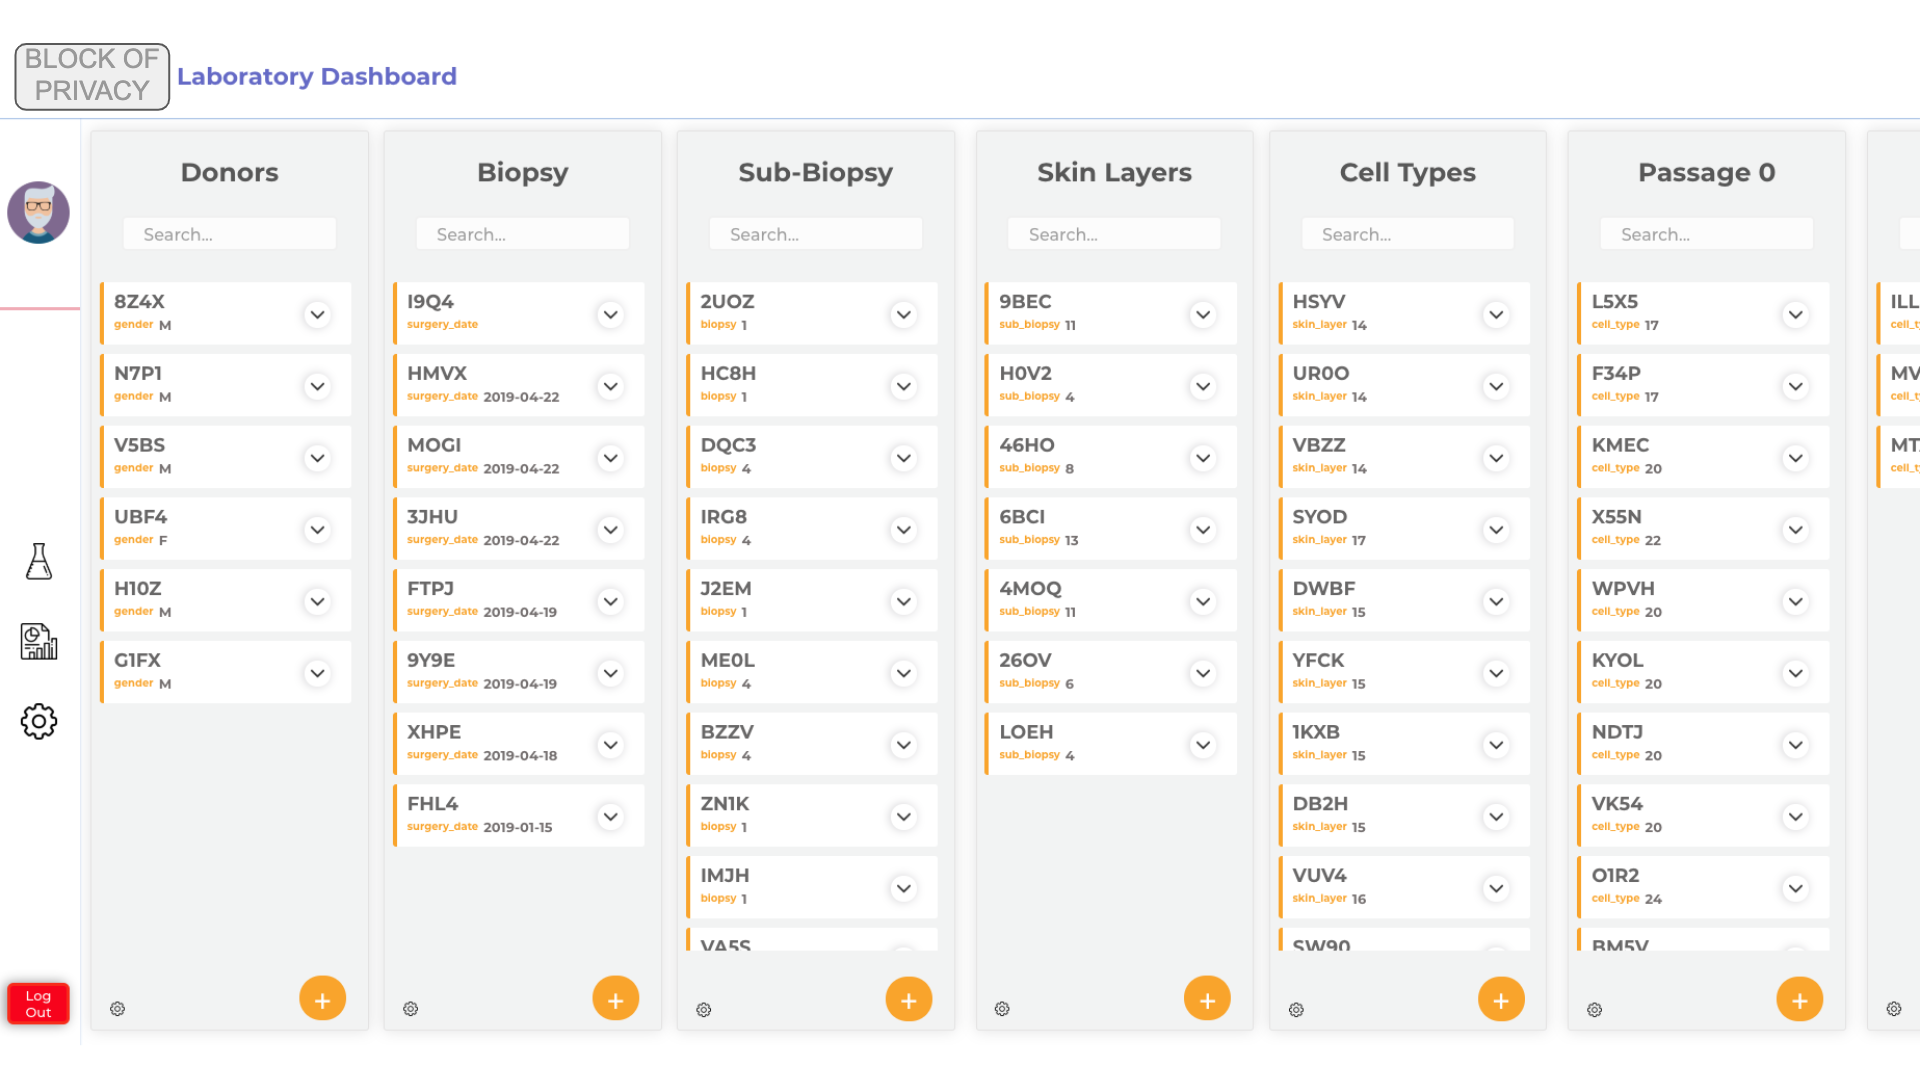 BLOCK OF
PRIVACY
Laboratory Dashboard
Donors
Search...
8Z4X
gender M
N7P1
gender M
V5BS
gender M
UBF4
gender F
H10Z
gender M
G1FX
gender M
Biopsy
Search...
I9Q4
surgery_date
HMVX
surgery_date 2019-04-22
MOGI
surgery_date 2019-04-22
3JHU
surgery_date 2019-04-22
FTPJ
surgery_date 2019-04-19
9Y9E
surgery_date 2019-04-19
XHPE
surgery_date 2019-04-18
FHL4
surgery_date 2019-01-15
Sub-Biopsy
Search...
2UOZ
biopsy 1
HC8H
biopsy 1
DQC3
biopsy 4
IRG8
biopsy 4
J2EM
biopsy 1
ME0L
biopsy 4
BZZV
biopsy 4
ZN1K
biopsy 1
IMJH
biopsy 1
VA5S
Skin Layers
Search...
9BEC
sub_biopsy 11
H0V2
sub_biopsy 4
46HO
sub_biopsy 8
6BCI
sub_biopsy 13
4MOQ
sub_biopsy 11
26OV
sub_biopsy 6
LOEH
sub_biopsy 4
Cell Types
Search...
HSYV
skin_layer 14
UR0O
skin_layer 14
VBZZ
skin_layer 14
SYOD
skin_layer 17
DWBF
skin_layer 15
YFCK
skin_layer 15
1KXB
skin_layer 15
DB2H
skin_layer 15
VUV4
skin_layer 16
SW90
Passage 0
Search...
L5X5
cell_type 17
F34P
cell_type 17
KMEC
cell_type 20
X55N
cell_type 22
WPVH
cell_type 20
KYOL
cell_type 20
NDTJ
cell_type 20
VK54
cell_type 20
O1R2
cell_type 24
BM5V
ILL
cell_t
MV
cell_t
MT
cell_t
Log
Out